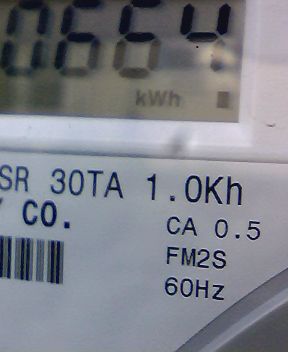 0664
kWh
SR 30TA 1.0Kh
Y CO.
CA 0.5
FM2S
60Hz